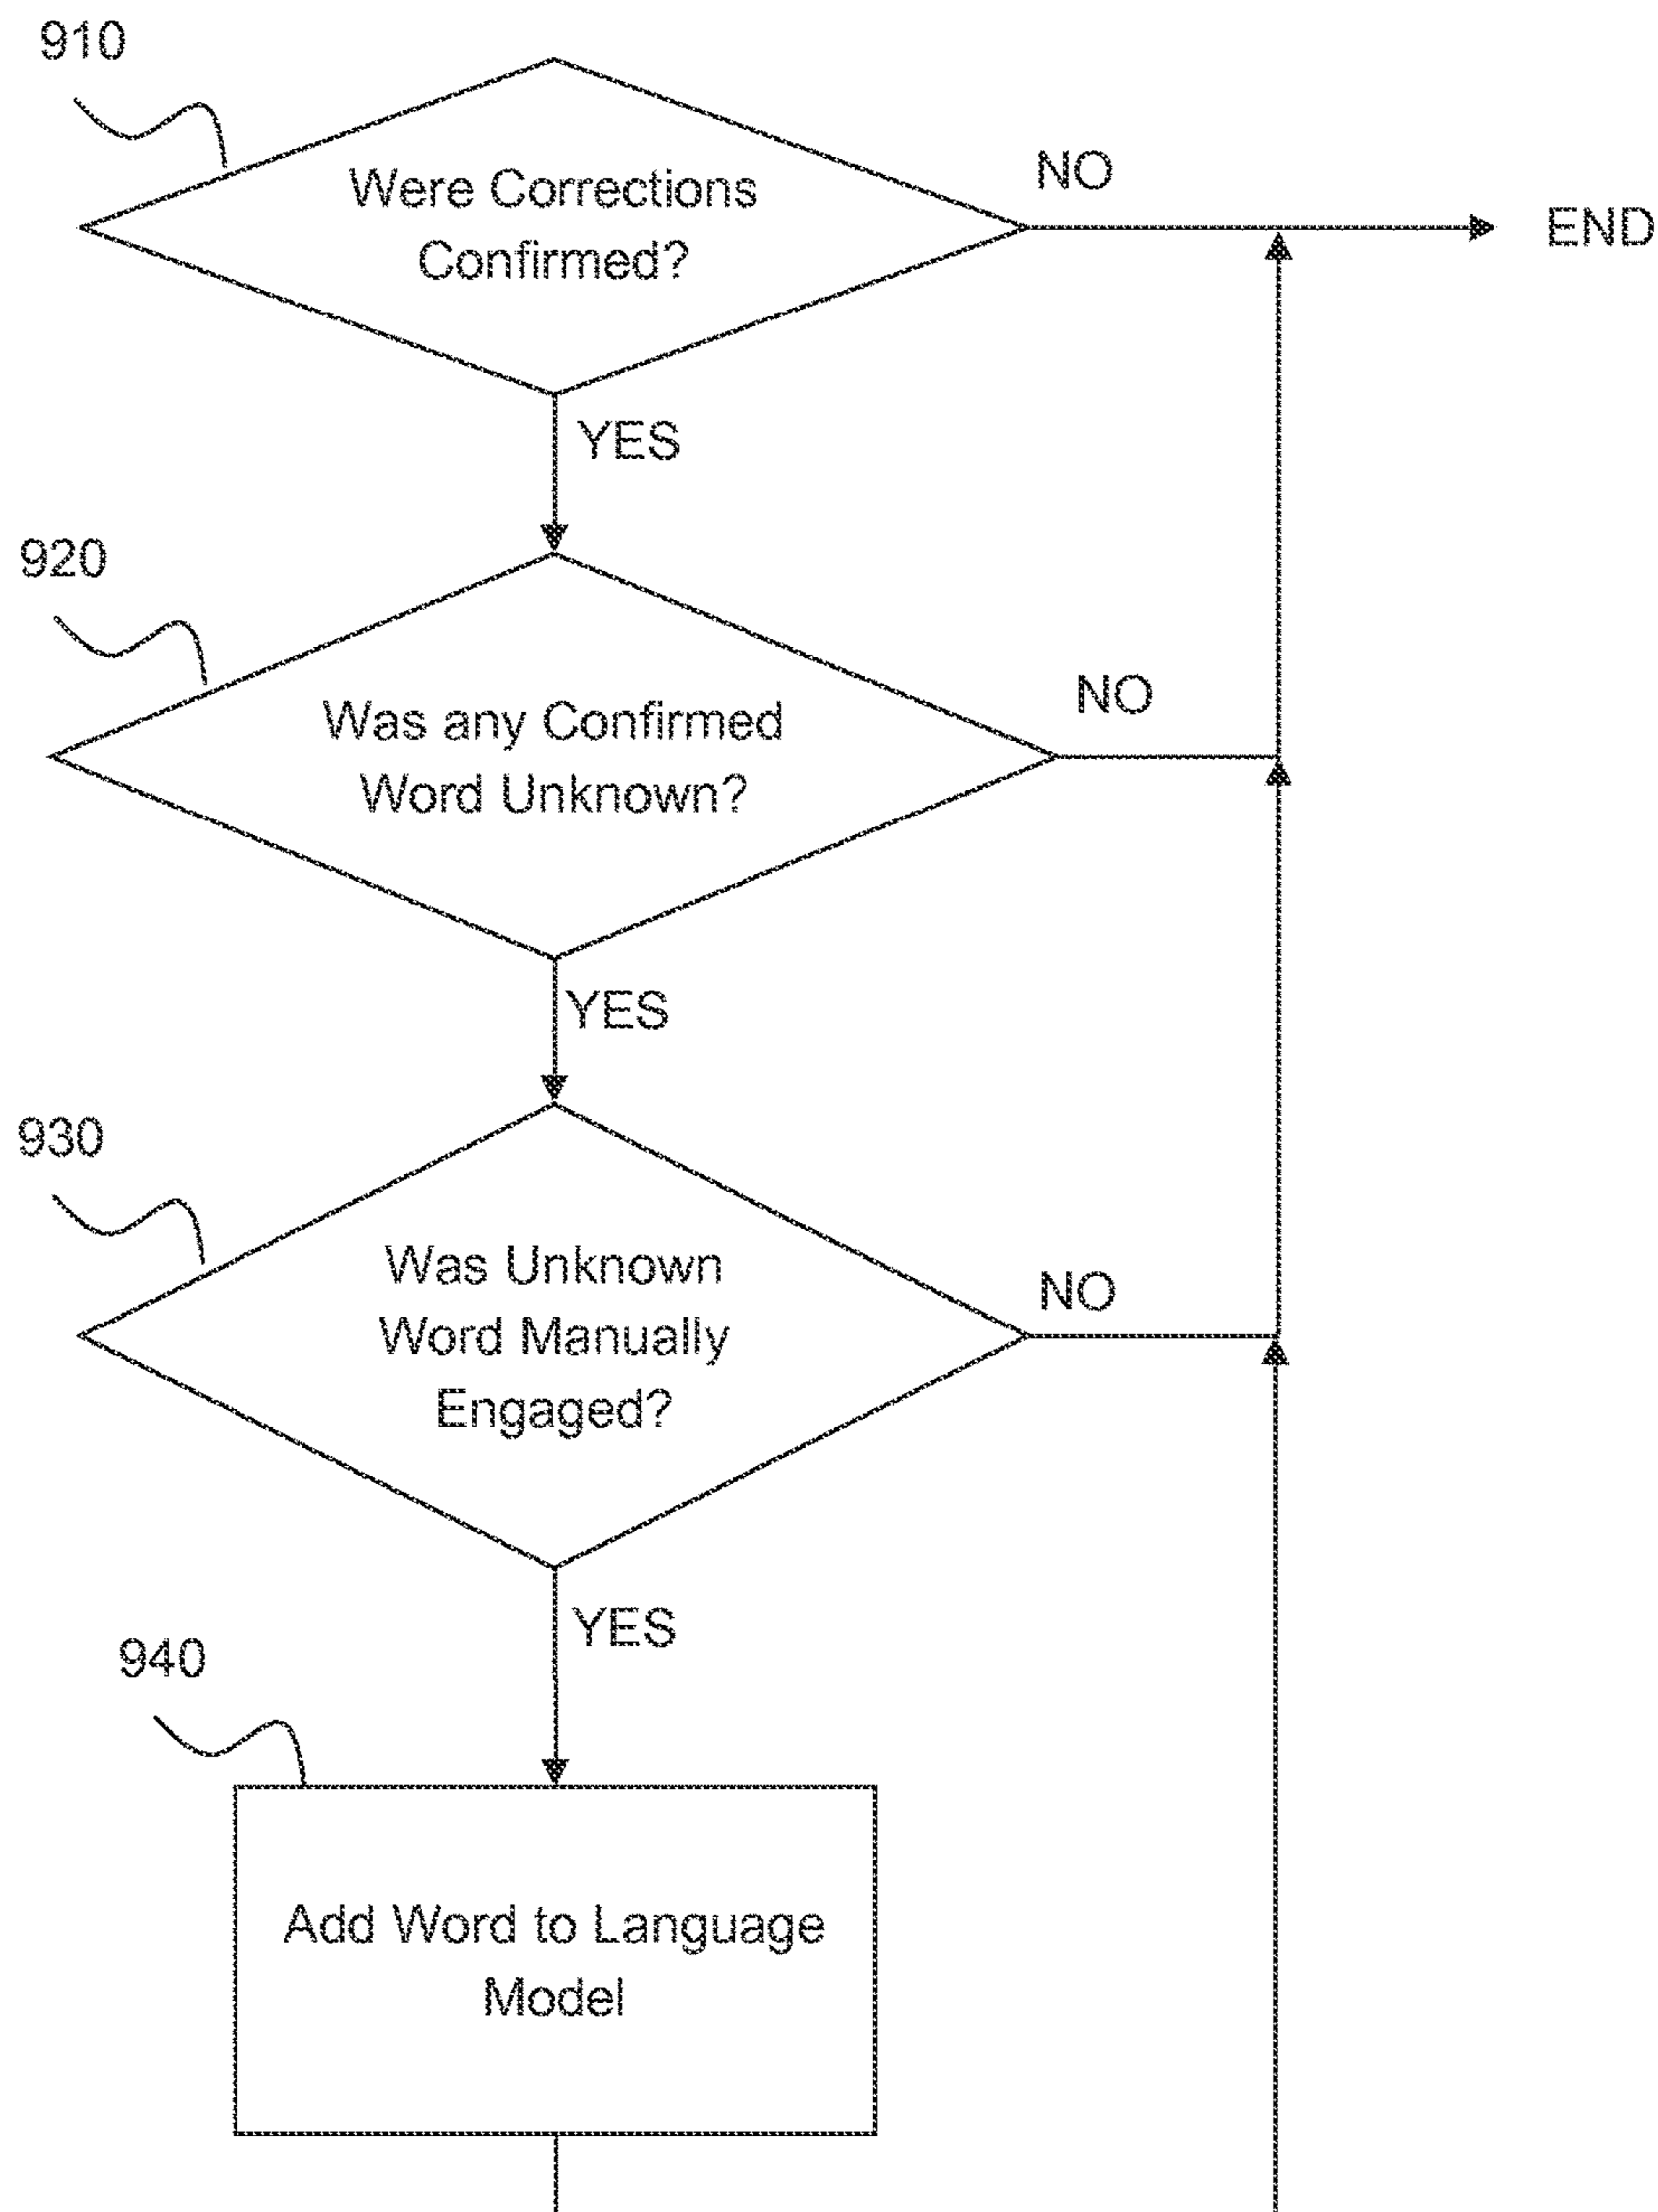 910
Were Corrections
Confirmed?
NO
END
YES
920
Was any Confirmed
Word Unknown?
NO
YES
930
Was Unknown
Word Manually
Engaged?
NO
YES
940
Add Word to Language
Model